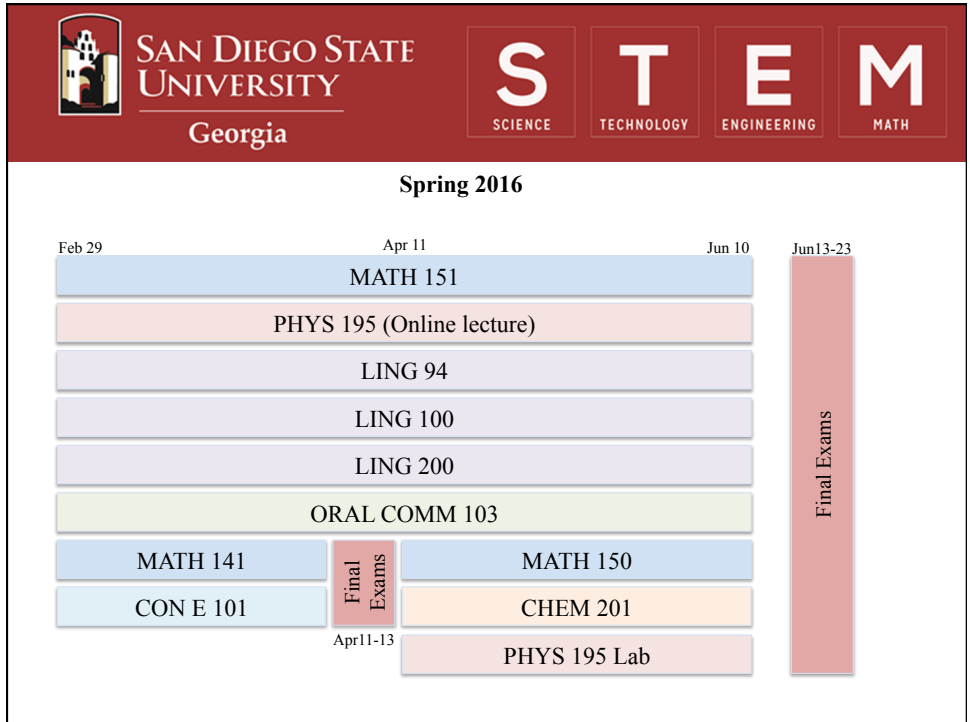 SAN DIEGO STATE
UNIVERSITY
Georgia
S T E M
SCIENCE TECHNOLOGY ENGINEERING MATH
Spring 2016
Feb 29 Apr 11 Jun 10 Jun13-23
MATH 151
PHYS 195 (Online lecture)
LING 94
LING 100
LING 200
ORAL COMM 103
MATH 141 MATH 150
CON E 101 CHEM 201
Final
Exams
Apr11-13
PHYS 195 Lab
Final Exams